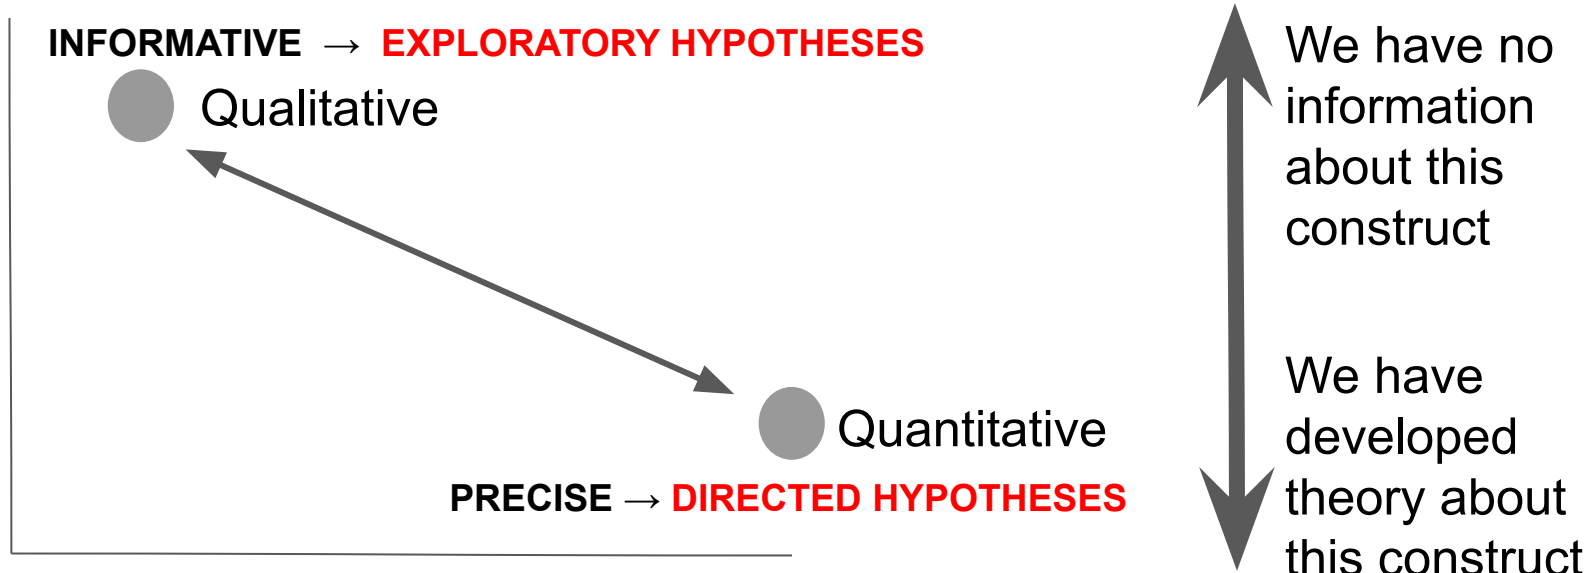 INFORMATIVE → EXPLORATORY HYPOTHESES
Qualitative
Quantitative
PRECISE → DIRECTED HYPOTHESES
We have no
information
about this
construct
We have
developed
theory about
this construct